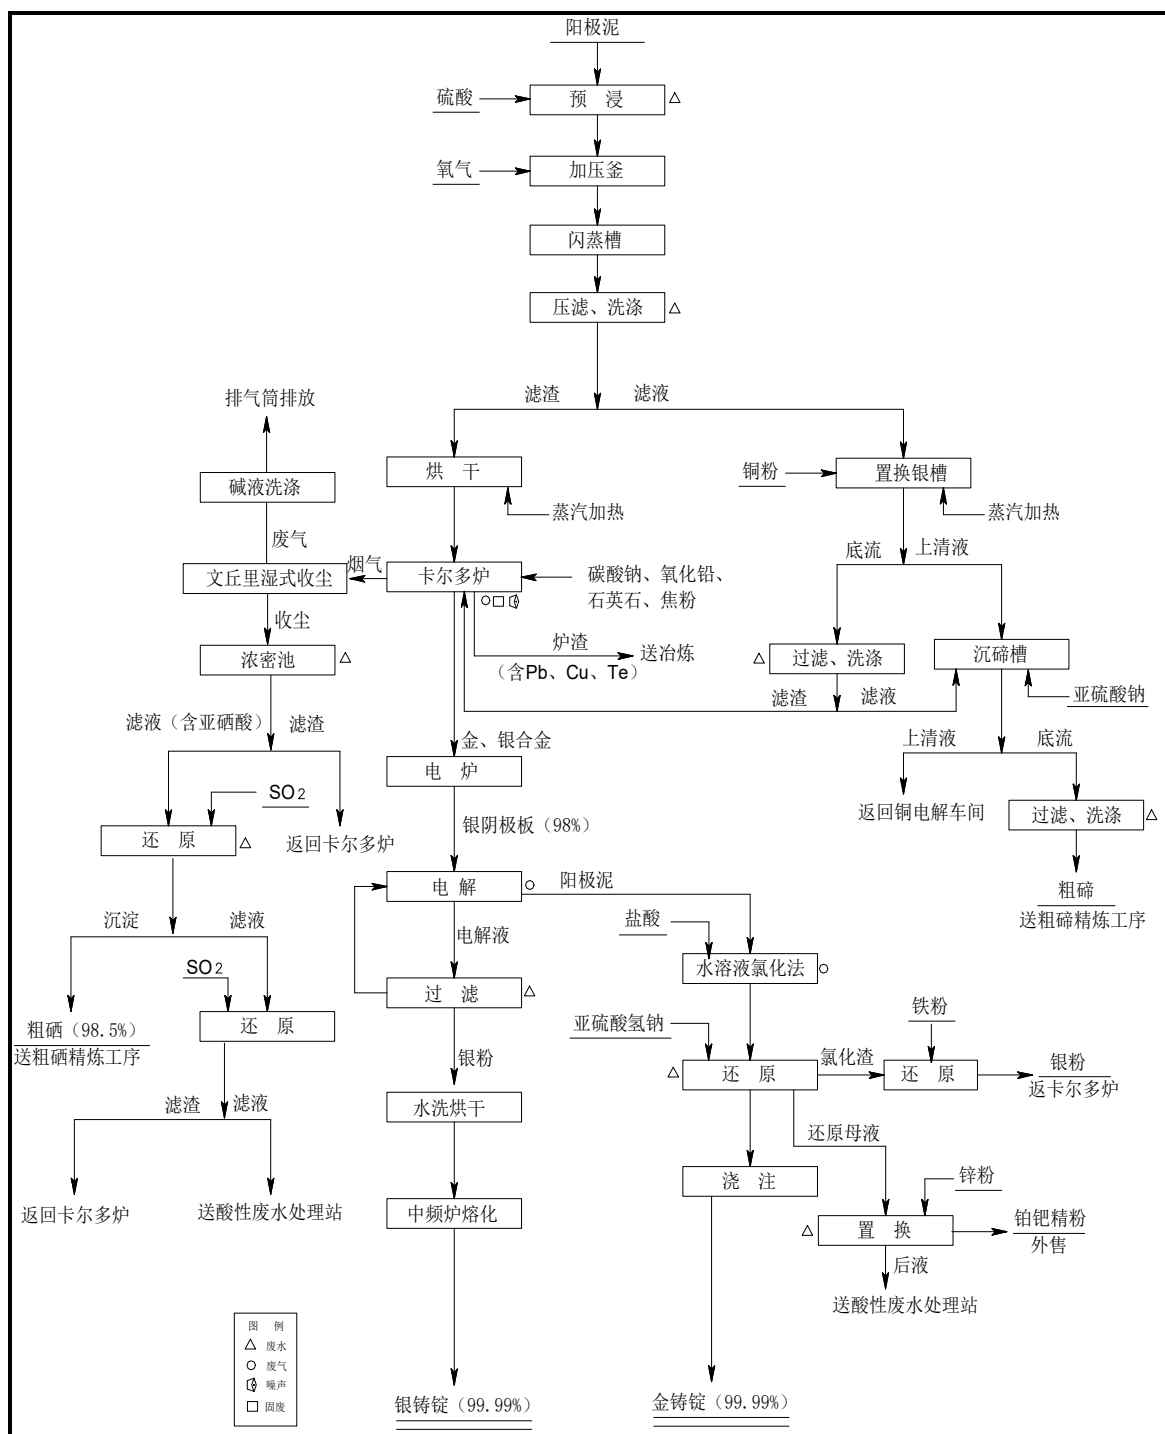 阳极泥
硫酸
预 浸
氧气
加压釜
闪蒸槽
压滤、洗涤
滤渣
滤液
排气筒排放
碱液洗涤
废气
烘 干
蒸汽加热
铜粉
置换银槽
蒸汽加热
底流
上清液
文丘里湿式收尘
烟气
卡尔多炉
碳酸钠、氧化铅、
石英石、焦粉
收尘
浓密池
炉渣
(含Pb、Cu、Te)
送冶炼
过滤、洗涤
沉碲槽
亚硫酸钠
滤渣
滤液
滤液（含亚硒酸）
滤渣
金、银合金
电 炉
上清液
底流
SO2
还 原
返回卡尔多炉
银阴极板（98%）
返回铜电解车间
过滤、洗涤
电 解
阳极泥
粗碲
送粗碲精炼工序
沉淀
滤液
电解液
盐酸
水溶液氯化法
SO2
过 滤
粗硒（98.5%）
送粗硒精炼工序
还 原
亚硫酸氢钠
铁粉
银粉
还 原
氯化渣
还 原
银粉
返卡尔多炉
滤渣
滤液
水洗烘干
还原母液
浇 注
锌粉
返回卡尔多炉
送酸性废水处理站
中频炉熔化
置 换
铂钯精粉
外售
后液
送酸性废水处理站
图 例
废水
废气
噪声
固废
银铸锭（99.99%）
金铸锭（99.99%）